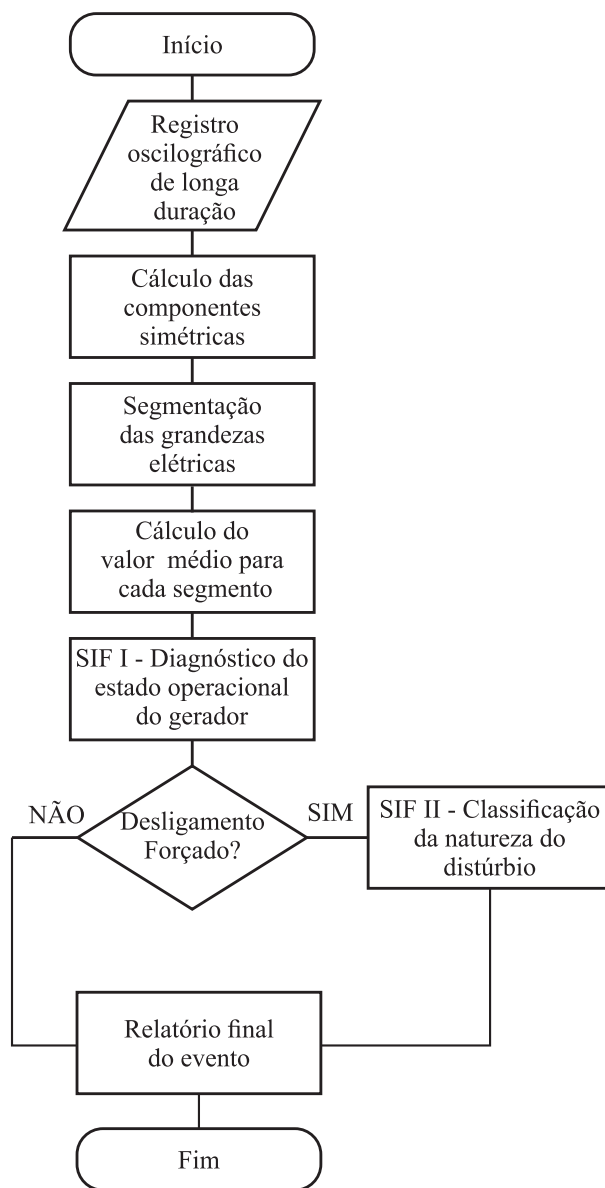 Início
Registro
oscilográfico
de longa
duração
Cálculo das
componentes
simétricas
Segmentação
das grandezas
elétricas
Cálculo do
valor médio para
cada segmento
SIF I - Diagnóstico do
estado operacional
do gerador
NÃO
Desligamento
Forçado?
SIM
SIF II - Classificação
da natureza do
distúrbio
Relatório final
do evento
Fim